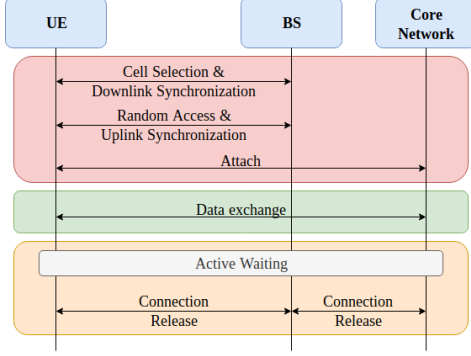 UE
BS
Core
Network
Cell Selection &
Downlink Synchronization
Random Access &
Uplink Synchronization
Attach
Data exchange
Active Waiting
Connection
Release
Connection
Release